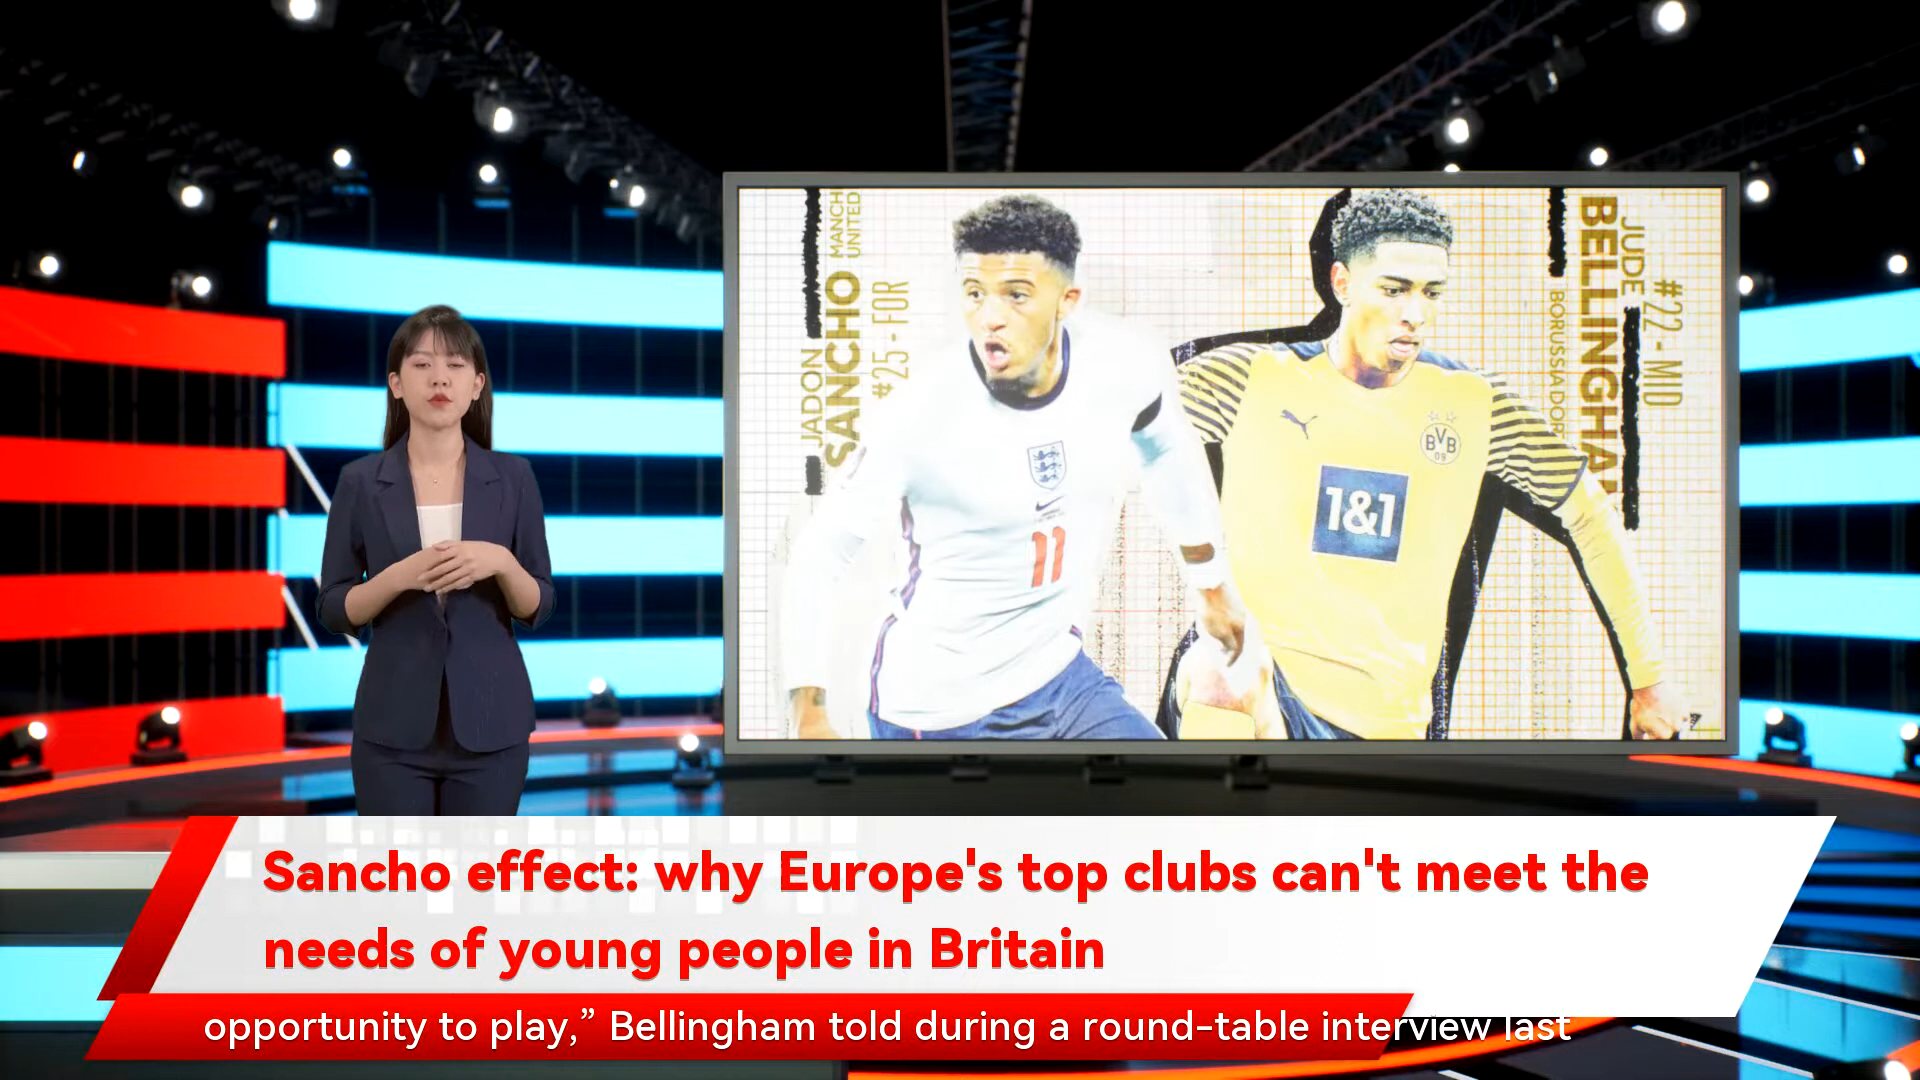 JADON
SANCHO
MANCH
UNITED
#25 - FOR
11
BVB
09
1&1
JUDE
BELLINGHA
#22 - MID
BORUSSIA DOR
Sancho effect: why Europe's top clubs can't meet the
needs of young people in Britain
opportunity to play,” Bellingham told during a round-table interview last